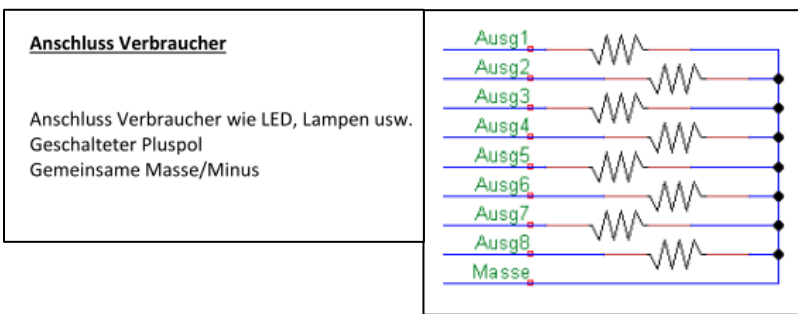 Anschluss Verbraucher
Anschluss Verbraucher wie LED, Lampen usw.
Geschalteter Pluspol
Gemeinsame Masse/Minus
Ausg1
Ausg2
Ausg3
Ausg4
Ausg5
Ausg6
Ausg7
Ausg8
Masse